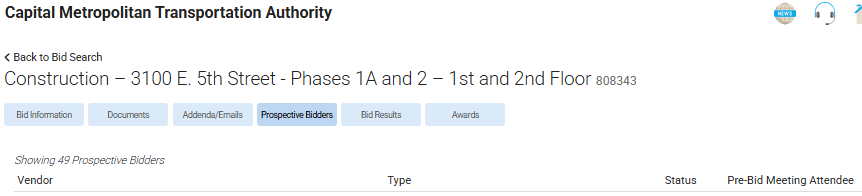 Capital Metropolitan Transportation Authority
NEWS
Back to Bid Search
Construction – 3100 E. 5th Street - Phases 1A and 2 – 1st and 2nd Floor 808343
Bid Information Documents Addenda/Emails Prospective Bidders Bid Results Awards
Showing 49 Prospective Bidders
Vendor Type Status Pre-Bid Meeting Attendee